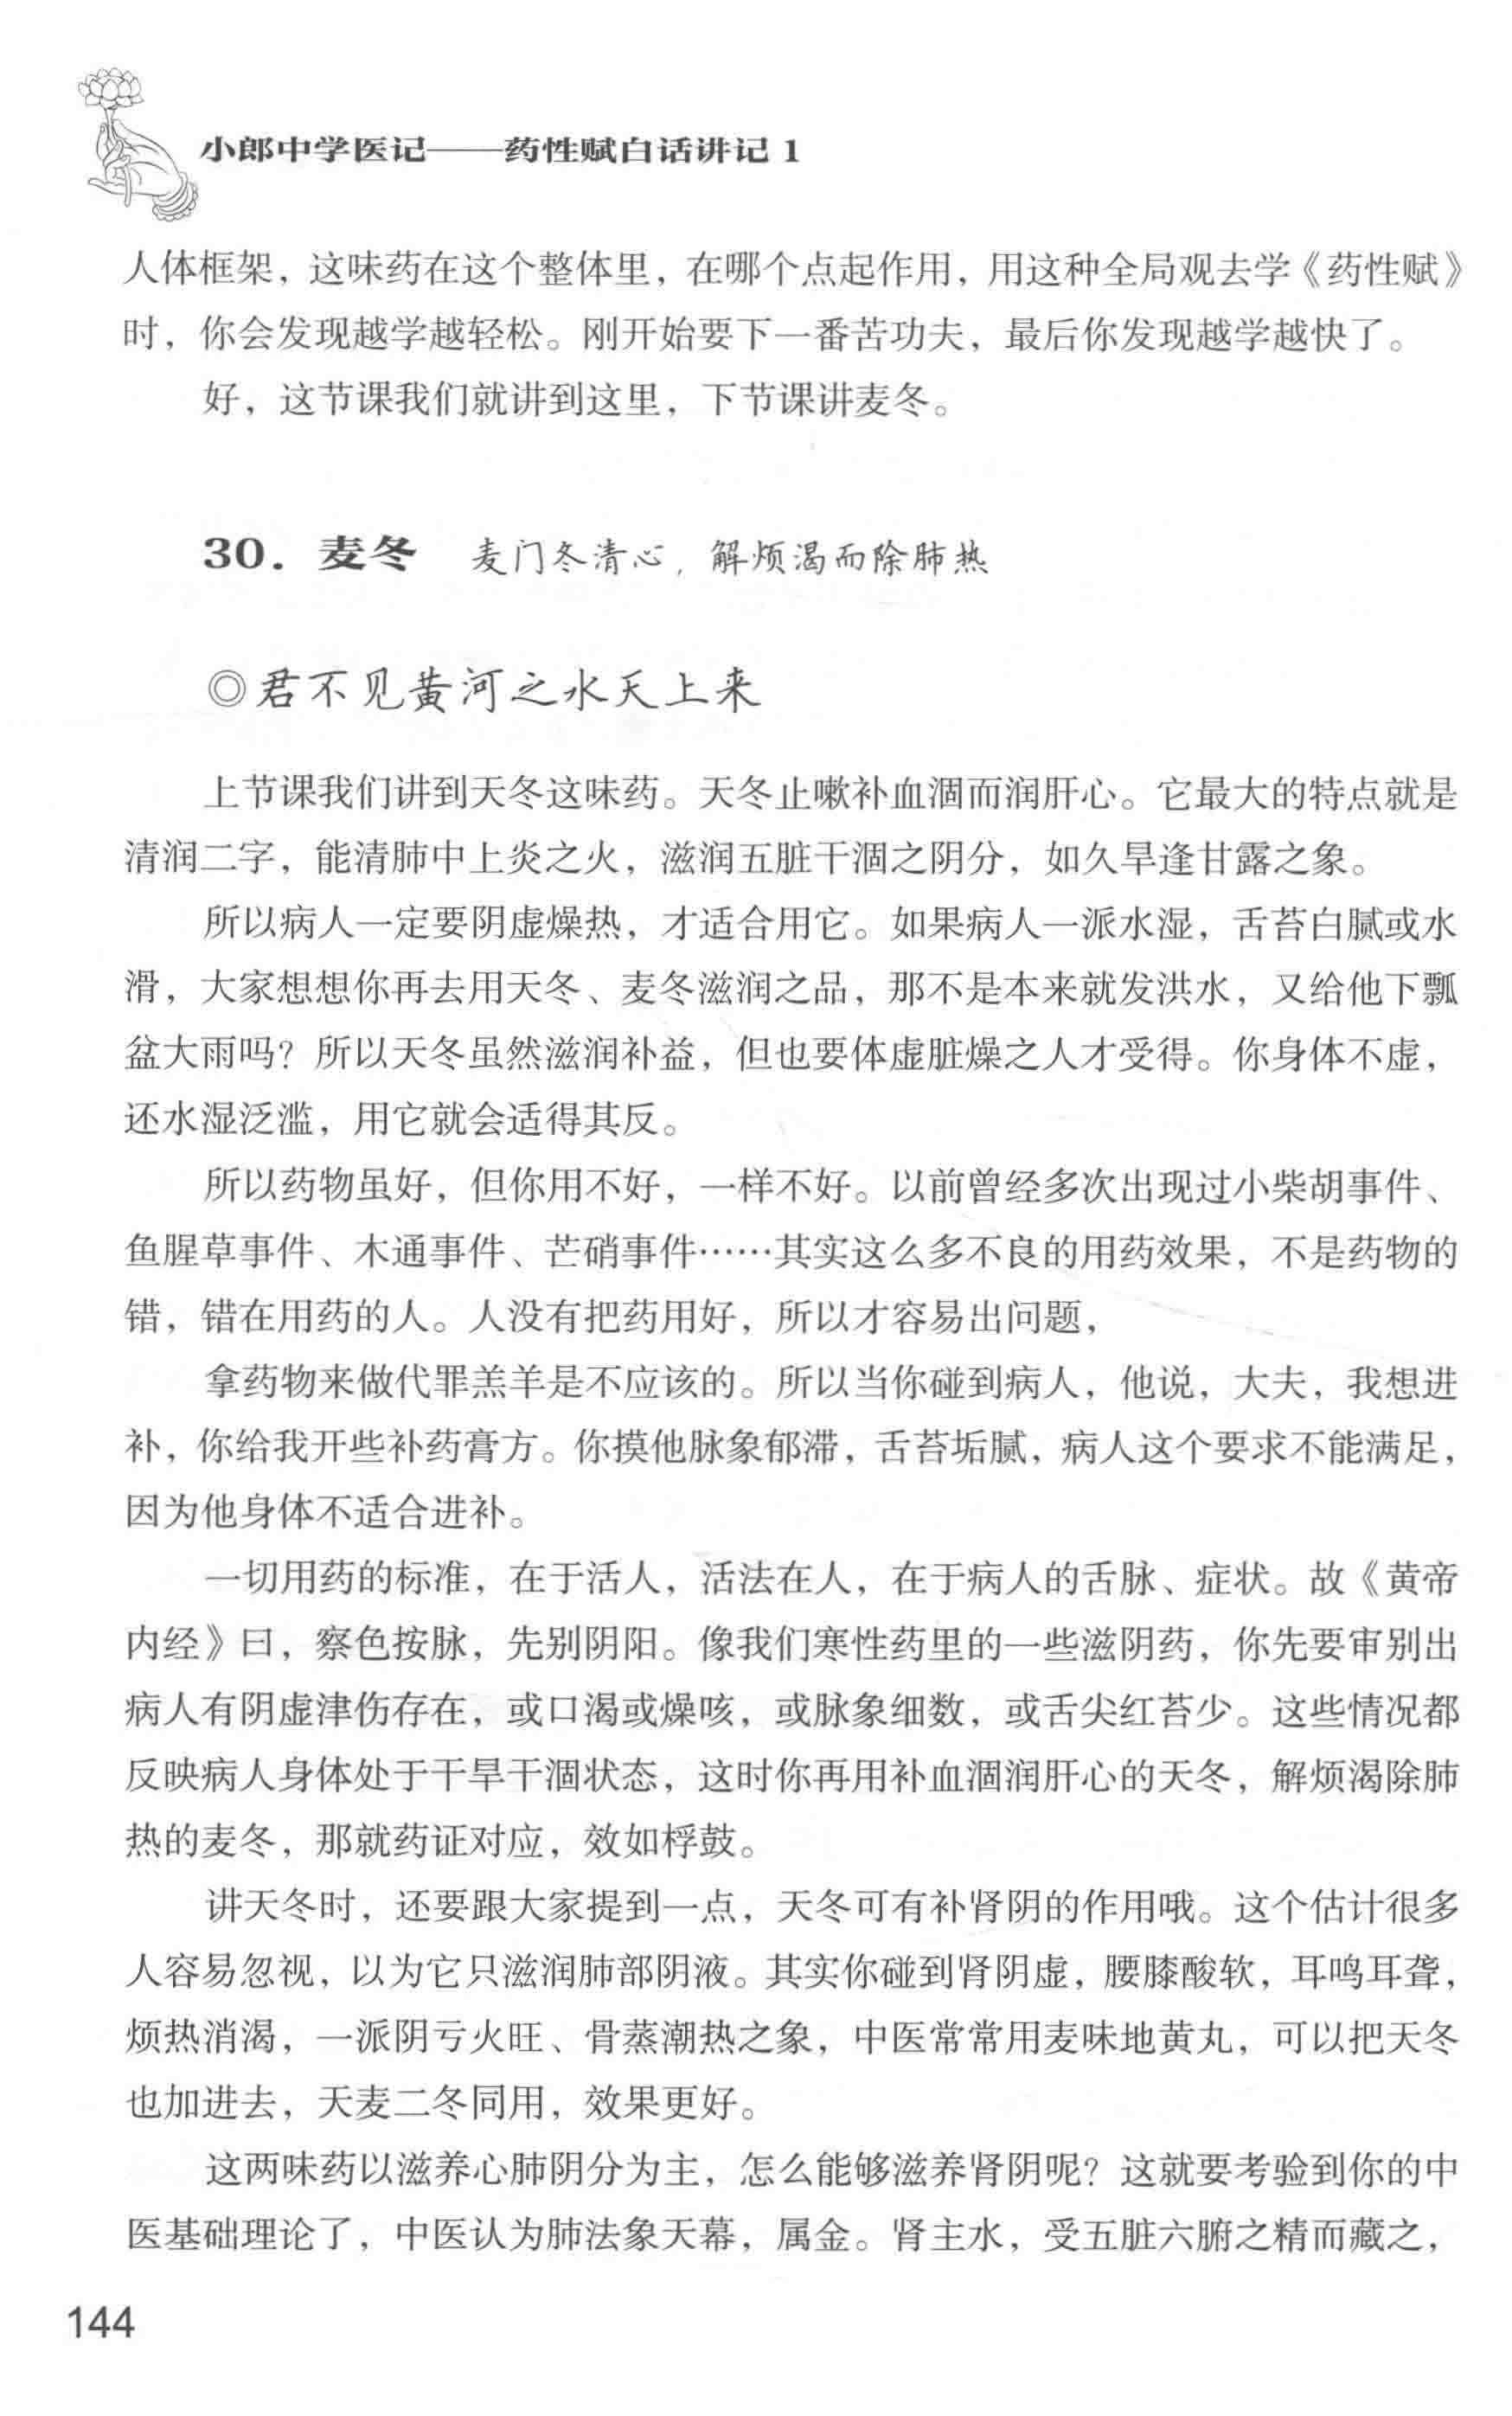 小郎中学医记——药性赋白话讲记 1
人体框架，这味药在这个整体里，在哪个点起作用，用这种全局观去学《药性赋》
时，你会发现越学越轻松。刚开始要下一番苦功夫，最后你发现越学越快了。
好，这节课我们就讲到这里，下节课讲麦冬。
30. 麦冬 麦门冬清心，解烦渴而除肺热
◎君不见黄河之水天上来
上节课我们讲到天冬这味药。天冬止嗽补血涸而润肝心。它最大的特点就是
清润二字，能清肺中上炎之火，滋润五脏干涸之阴分，如久旱逢甘露之象。
所以病人一定要阴虚燥热，才适合用它。如果病人一派水湿，舌苔白腻或水
滑，大家想想你再去用天冬、麦冬滋润之品，那不是本来就发洪水，又给他下瓢
盆大雨吗？所以天冬虽然滋润补益，但也要体虚脏燥之人才受得。你身体不虚，
还水湿泛滥，用它就会适得其反。
所以药物虽好，但你用不好，一样不好。以前曾经多次出现过小柴胡事件、
鱼腥草事件、木通事件、芒硝事件……其实这么多不良的用药效果，不是药物的
错，错在用药的人。人没有把药用好，所以才容易出问题，
拿药物来做代罪羔羊是不应该的。所以当你碰到病人，他说，大夫，我想进
补，你给我开些补药膏方。你摸他脉象郁滞，舌苔垢腻，病人这个要求不能满足，
因为他身体不适合进补。
一切用药的标准，在于活人，活法在人，在于病人的舌脉、症状。故《黄帝
内经》曰，察色按脉，先别阴阳。像我们寒性药里的一些滋阴药，你先要审别出
病人有阴虚津伤存在，或口渴或燥咳，或脉象细数，或舌尖红苔少。这些情况都
反映病人身体处于干旱干涸状态，这时你再用补血涸润肝心的天冬，解烦渴除肺
热的麦冬，那就药证对应，效如桴鼓。
讲天冬时，还要跟大家提到一点，天冬可有补肾阴的作用哦。这个估计很多
人容易忽视，以为它只滋润肺部阴液。其实你碰到肾阴虚，腰膝酸软，耳鸣耳聋，
烦热消渴，一派阴亏火旺、骨蒸潮热之象，中医常常用麦味地黄丸，可以把天冬
也加进去，天麦二冬同用，效果更好。
这两味药以滋养心肺阴分为主，怎么能够滋养肾阴呢？这就要考验到你的中
医基础理论了，中医认为肺法象天幕，属金。肾主水，受五脏六腑之精而藏之，
144